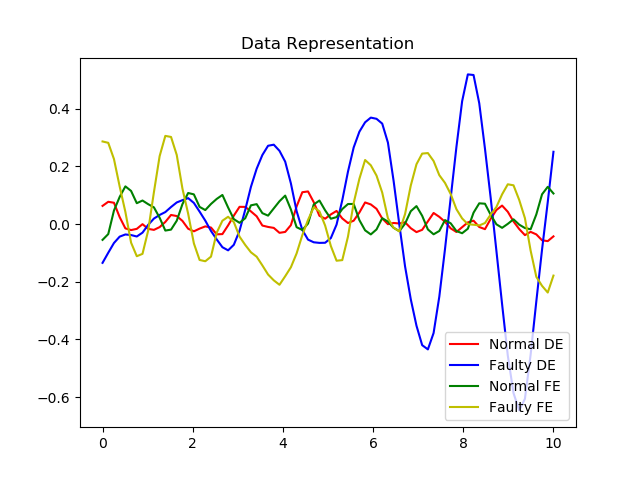 Data Representation
0.4
0.2
0.0
−0.2
−0.4
−0.6
0 2 4 6 8 10
Normal DE
Faulty DE
Normal FE
Faulty FE